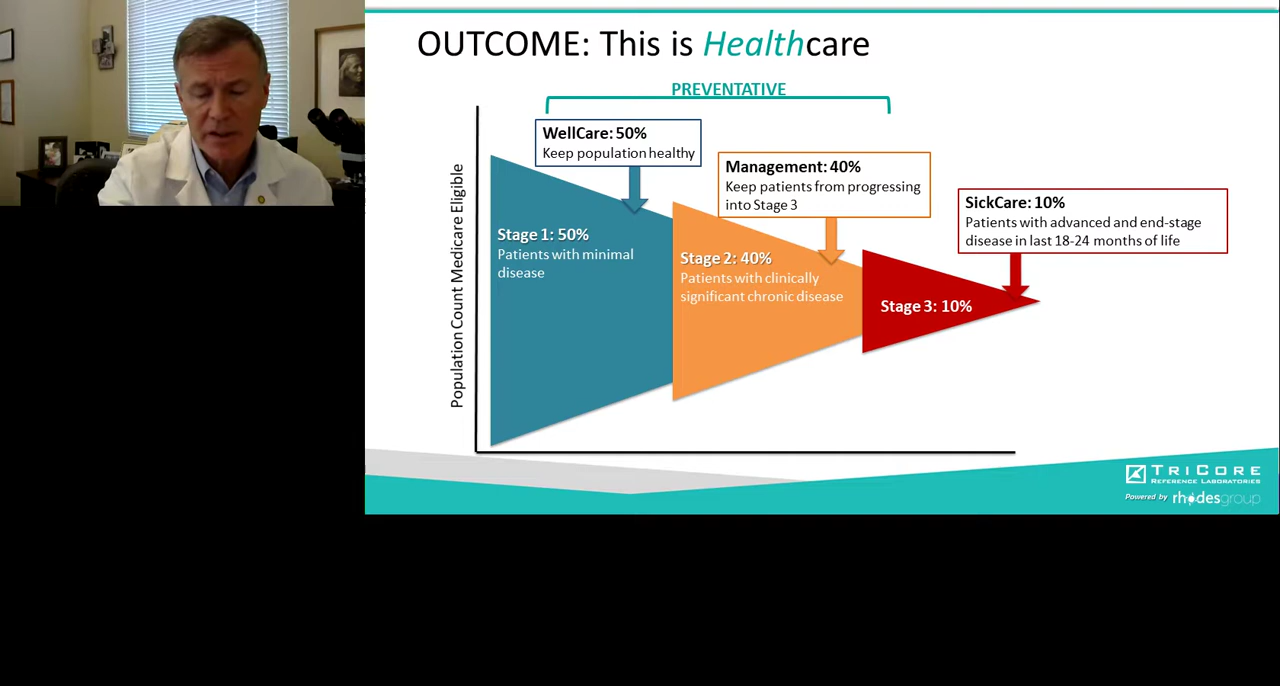 OUTCOME: This is Healthcare
PREVENTATIVE
WellCare: 50%
Keep population healthy
Management: 40%
Keep patients from progressing
into Stage 3
SickCare: 10%
Patients with advanced and end-stage
disease in last 18-24 months of life
Population Count Medicare Eligible
Stage 1: 50%
Patients with minimal
disease
Stage 2: 40%
Patients with clinically
significant chronic disease
Stage 3: 10%
TRICORE
REFERENCE LABORATORIES
Powered by rhodesgroup